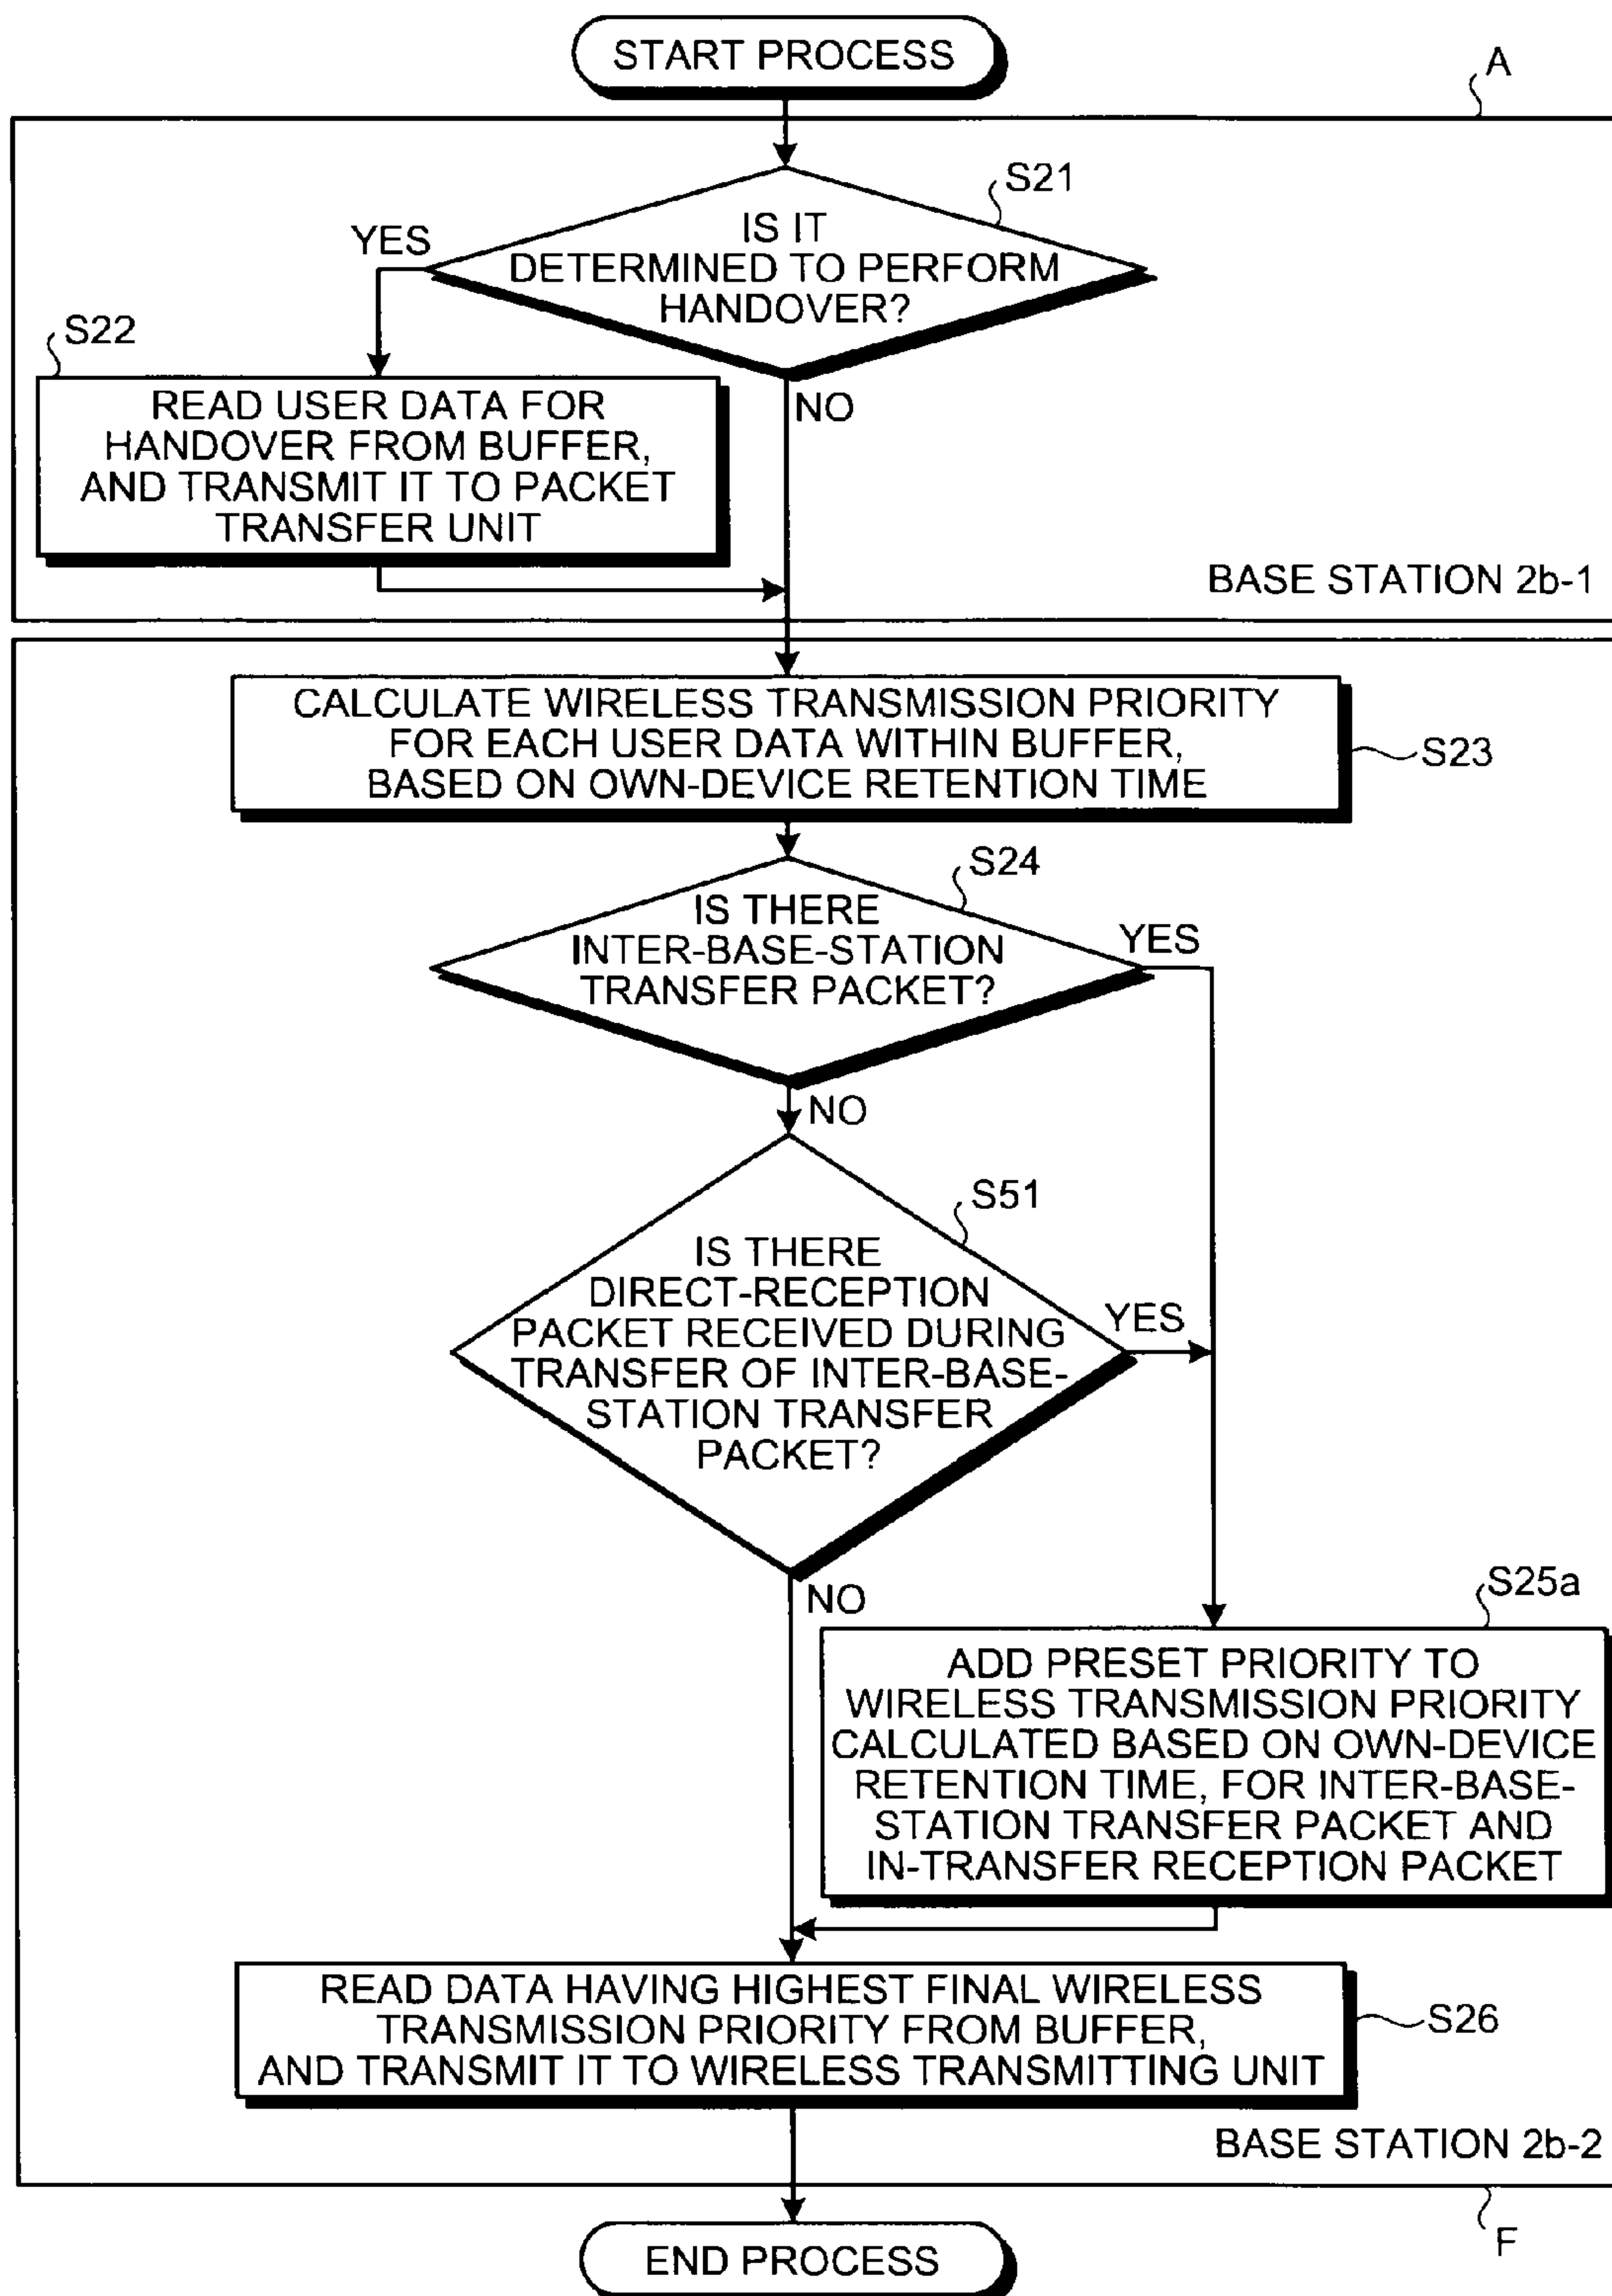 START PROCESS
A
S21
IS IT
DETERMINED TO PERFORM
HANDOVER?
YES
NO
S22
READ USER DATA FOR
HANDOVER FROM BUFFER,
AND TRANSMIT IT TO PACKET
TRANSFER UNIT
BASE STATION 2b-1
CALCULATE WIRELESS TRANSMISSION PRIORITY
FOR EACH USER DATA WITHIN BUFFER,
BASED ON OWN-DEVICE RETENTION TIME
S23
S24
IS THERE
INTER-BASE-STATION
TRANSFER PACKET?
YES
NO
S51
IS THERE
DIRECT-RECEPTION
PACKET RECEIVED DURING
TRANSFER OF INTER-BASE-
STATION TRANSFER
PACKET?
YES
NO
S25a
ADD PRESET PRIORITY TO
WIRELESS TRANSMISSION PRIORITY
CALCULATED BASED ON OWN-DEVICE
RETENTION TIME, FOR INTER-BASE-
STATION TRANSFER PACKET AND
IN-TRANSFER RECEPTION PACKET
READ DATA HAVING HIGHEST FINAL WIRELESS
TRANSMISSION PRIORITY FROM BUFFER,
AND TRANSMIT IT TO WIRELESS TRANSMITTING UNIT
S26
BASE STATION 2b-2
F
END PROCESS